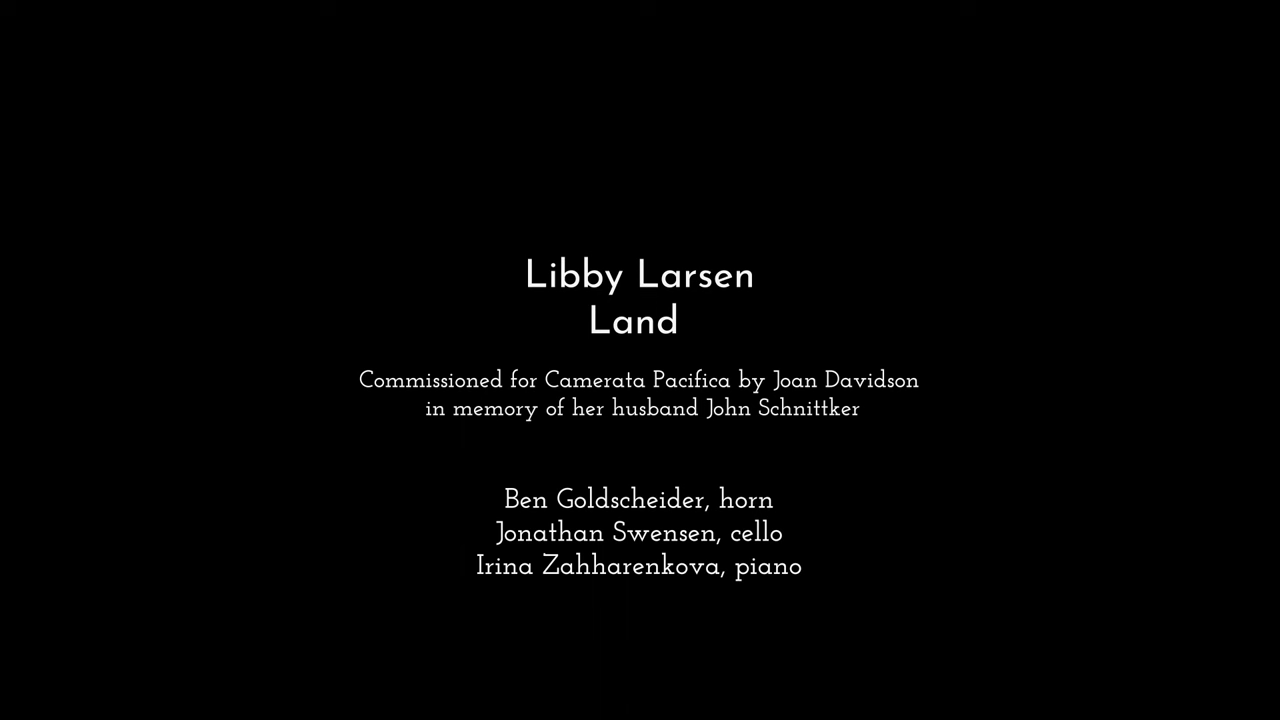 Libby Larsen
Land
Commissioned for Camerata Pacifica by Joan Davidson
in memory of her husband John Schnittker
Ben Goldscheider, horn
Jonathan Swensen, cello
Irina Zahharenkova, piano